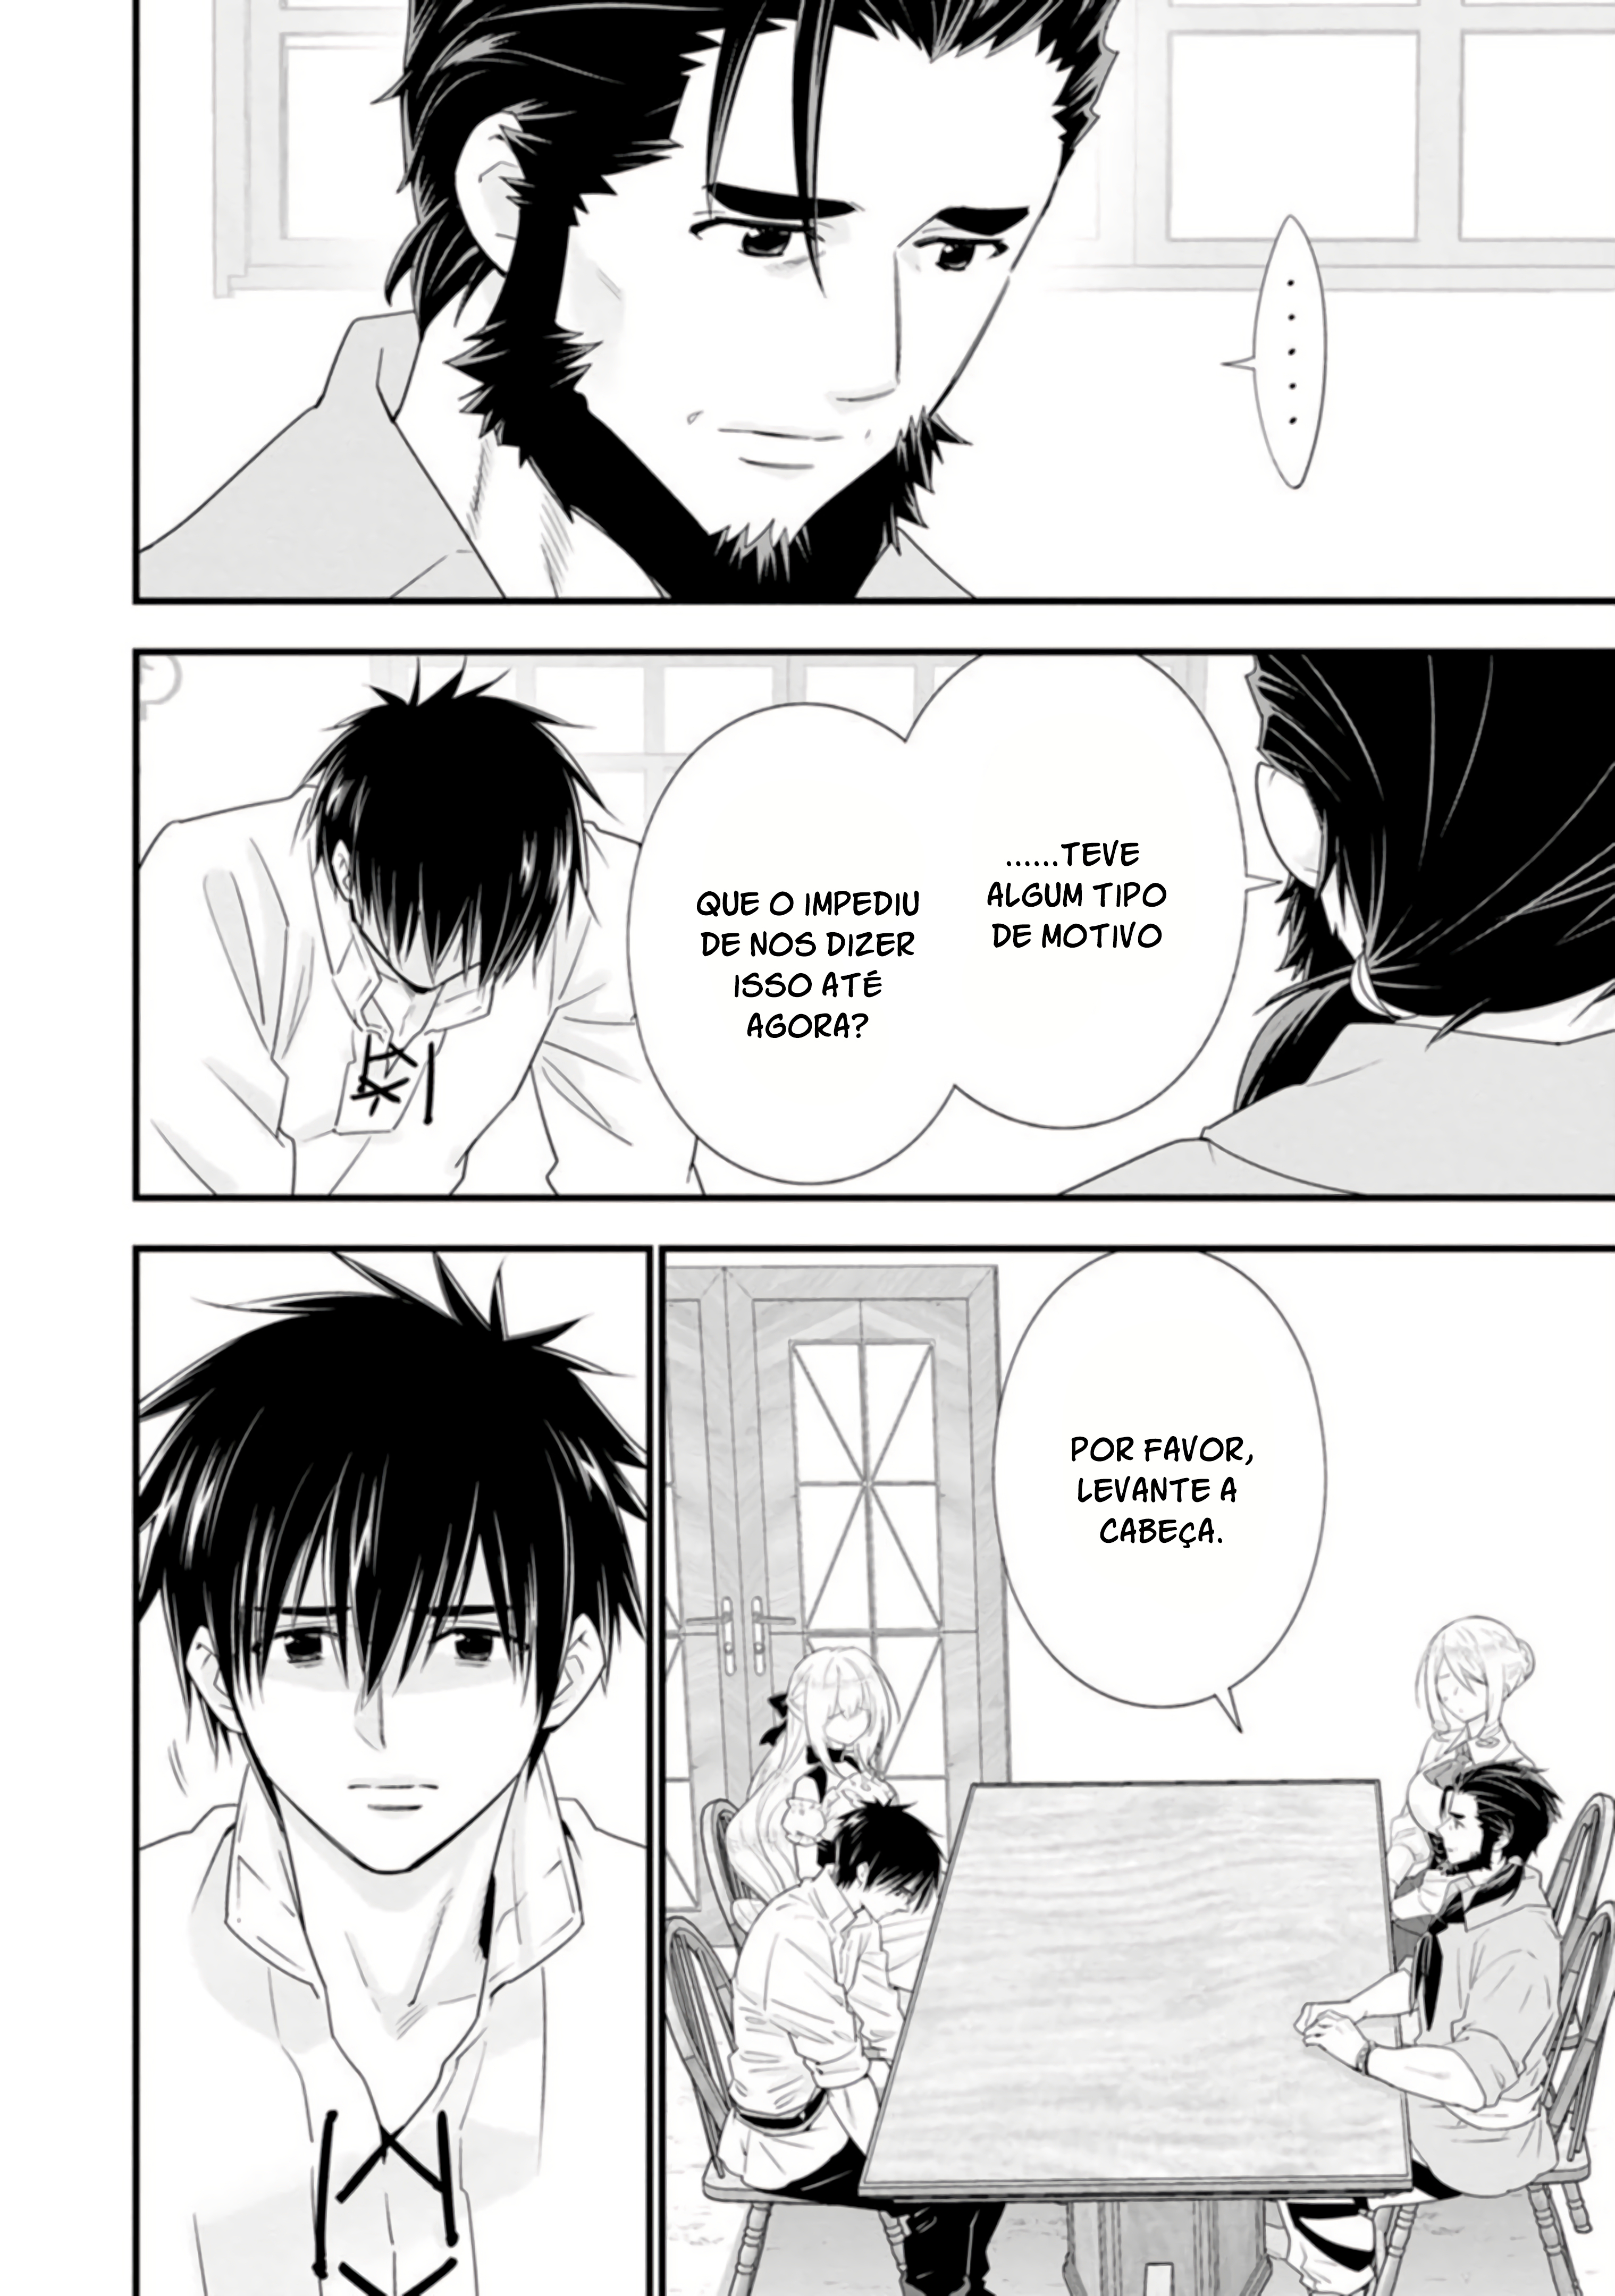 .....
......TEVE
ALGUM TIPO
DE MOTIVO
QUE O IMPEDIU
DE NOS DIZER
ISSO ATÉ
AGORA?
POR FAVOR,
LEVANTE A
CABEÇA.